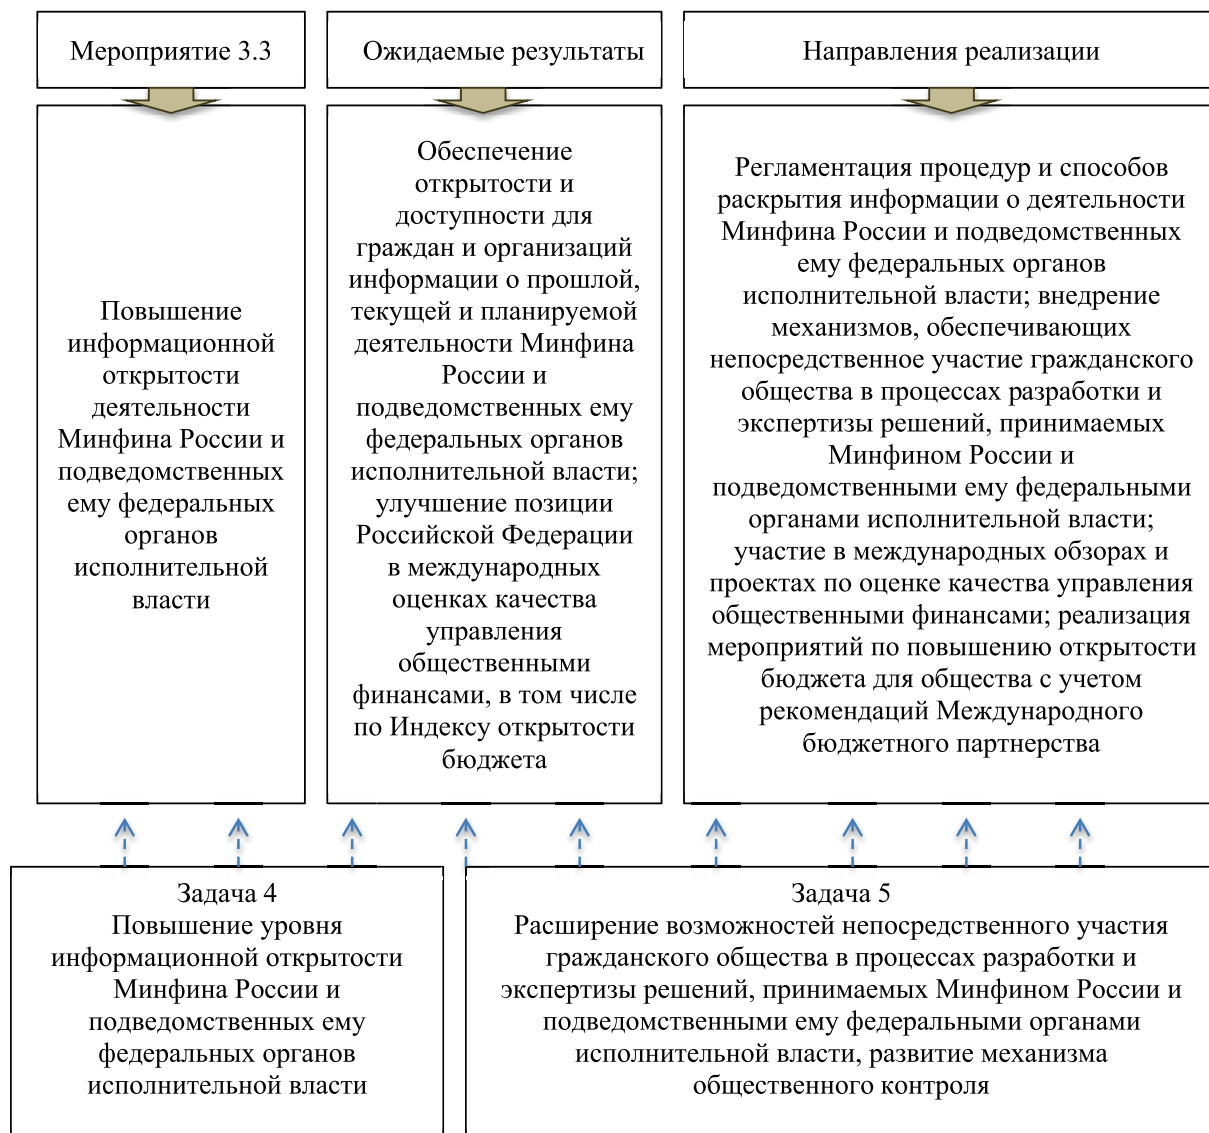 Мероприятие 3.3
Ожидаемые результаты
Направления реализации
Повышение
информационной
открытости
деятельности
Минфина России и
подведомственных
ему федеральных
органов
исполнительной
власти
Обеспечение
открытости и
доступности для
граждан и организаций
информации о прошлой,
текущей и планируемой
деятельности Минфина
России и
подведомственных ему
федеральных органов
исполнительной власти;
улучшение позиции
Российской Федерации
в международных
оценках качества
управления
общественными
финансами, в том числе
по Индексу открытости
бюджета
Регламентация процедур и способов
раскрытия информации о деятельности
Минфина России и подведомственных
ему федеральных органов
исполнительной власти; внедрение
механизмов, обеспечивающих
непосредственное участие гражданского
общества в процессах разработки и
экспертизы решений, принимаемых
Минфином России и
подведомственными ему федеральными
органами исполнительной власти;
участие в международных обзорах и
проектах по оценке качества управления
общественными финансами; реализация
мероприятий по повышению открытости
бюджета для общества с учетом
рекомендаций Международного
бюджетного партнерства
Задача 4
Повышение уровня
информационной открытости
Минфина России и
подведомственных ему
федеральных органов
исполнительной власти
Задача 5
Расширение возможностей непосредственного участия
гражданского общества в процессах разработки и
экспертизы решений, принимаемых Минфином России и
подведомственными ему федеральными органами
исполнительной власти, развитие механизма
общественного контроля